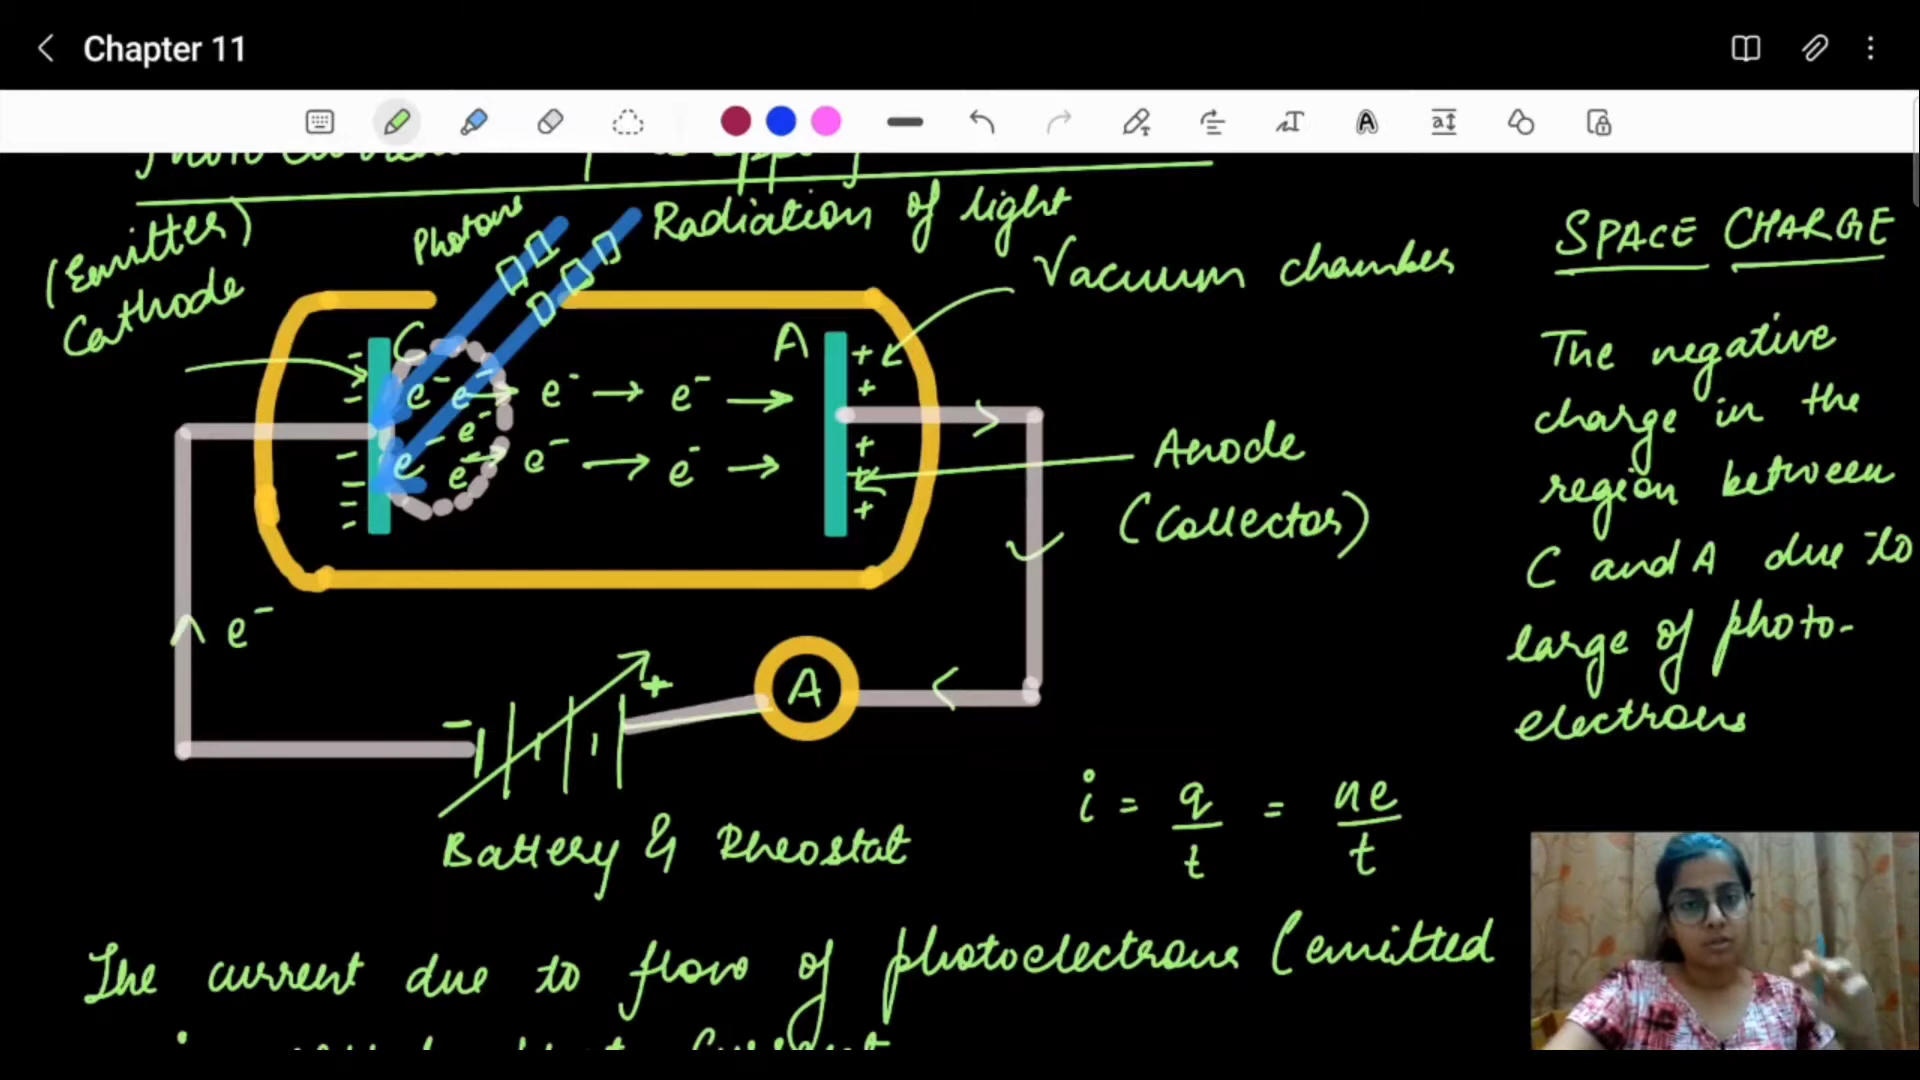 Chapter 11
Radiation of light
Photons
(Emitter)
Cathode
Vacuum chamber
SPACE CHARGE
The negative
charge in the
region between
C and A due to
large of photo-
electrons
C
A
- - - - - -
+ + + + +
e- e- → e- → e- →
e-
e- e- → e- → e- →
Anode
(Collector)
e-
- +
A
Battery & Rheostat
i = q/t = ne/t
The current due to flow of photoelectrons (emitted